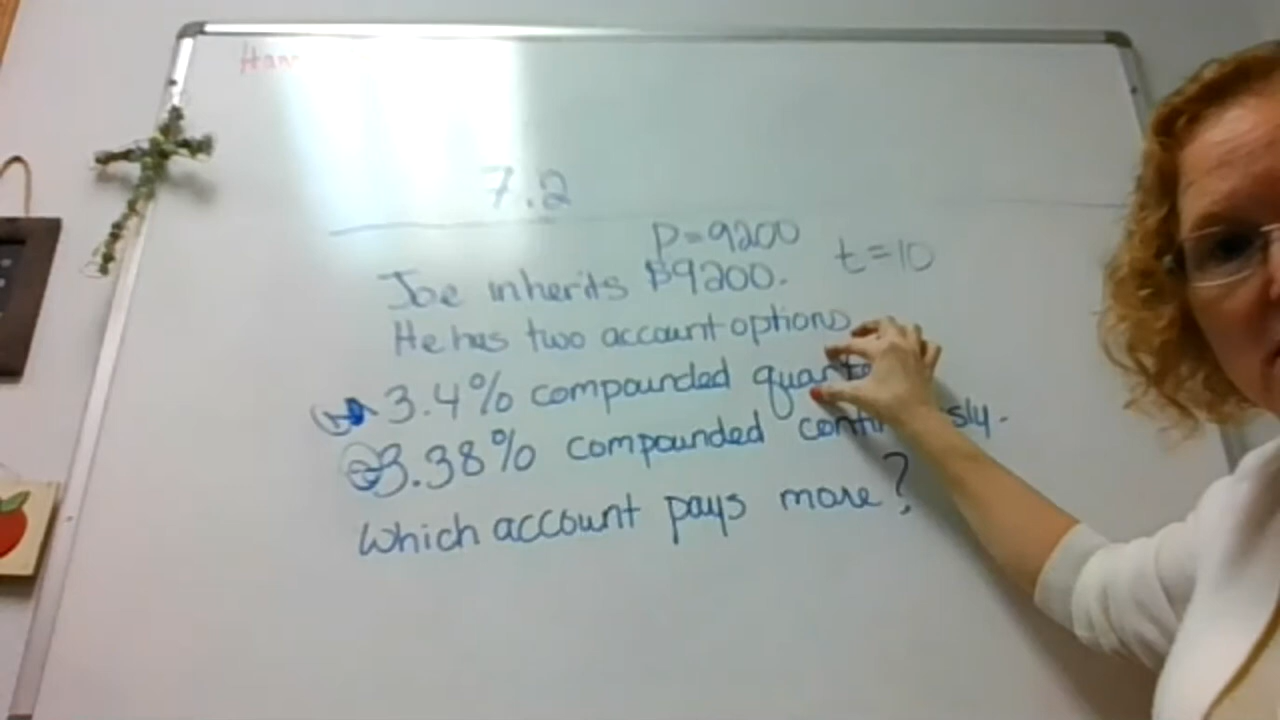 7.2
P=9200
t=10
Joe inherits $9200.
He has two account options
3.4% compounded
3.38% compounded
Which account pays more?